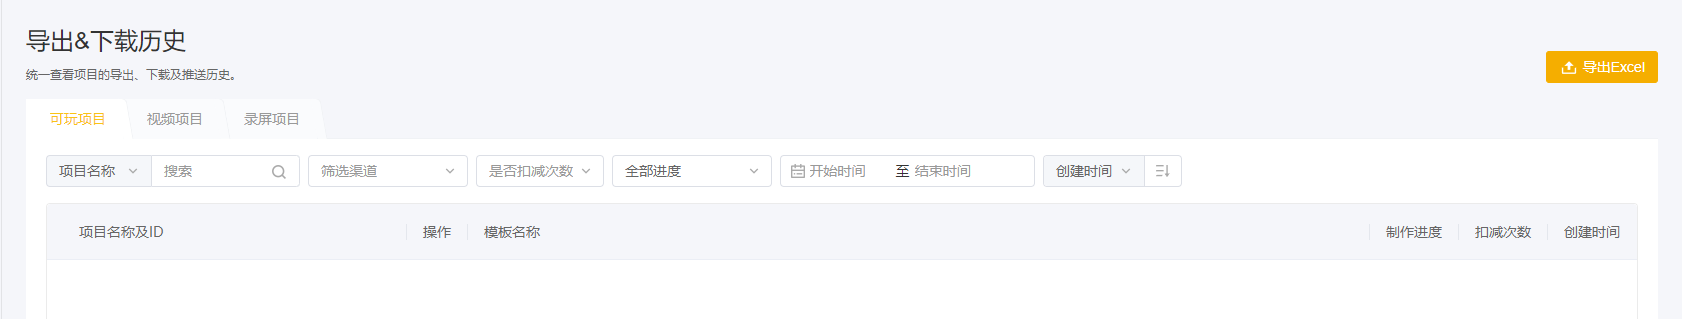 导出&下载历史
统一查看项目的导出、下载及推送历史。
导出Excel
可玩项目 视频项目 录屏项目
项目名称 搜索 筛选渠道 是否扣减次数 全部进度 开始时间 至 结束时间 创建时间
项目名称及ID 操作 模板名称 制作进度 扣减次数 创建时间